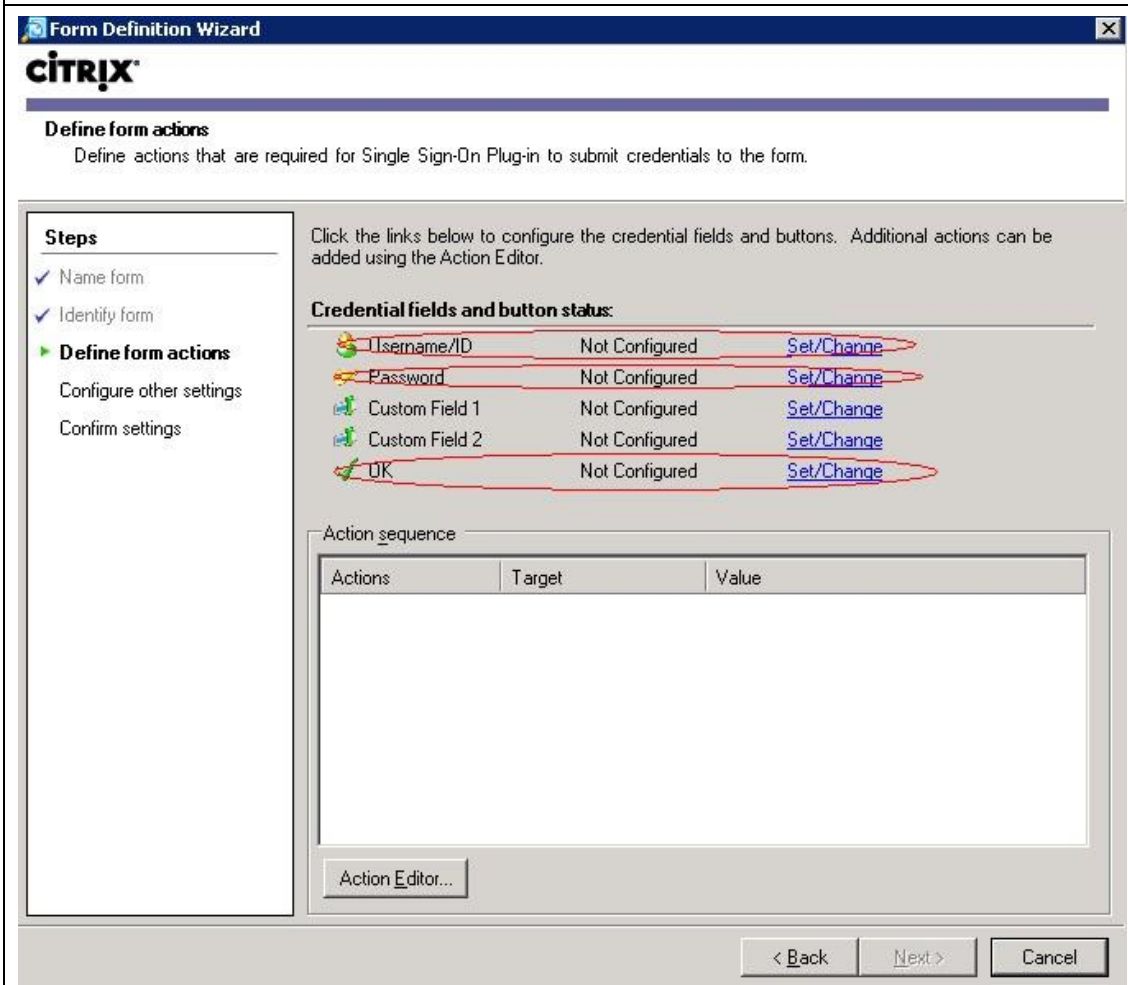 Form Definition Wizard
CİTRIX
Define form actions
Define actions that are required for Single Sign-On Plug-in to submit credentials to the form.
Steps
Name form
Identify form
Define form actions
Configure other settings
Confirm settings
Click the links below to configure the credential fields and buttons. Additional actions can be
added using the Action Editor.
Credential fields and button status:
Username/ID Not Configured Set/Change
Password Not Configured Set/Change
Custom Field 1 Not Configured Set/Change
Custom Field 2 Not Configured Set/Change
OK Not Configured Set/Change
Action sequence
Actions Target Value
Action Editor...
< Back Next > Cancel